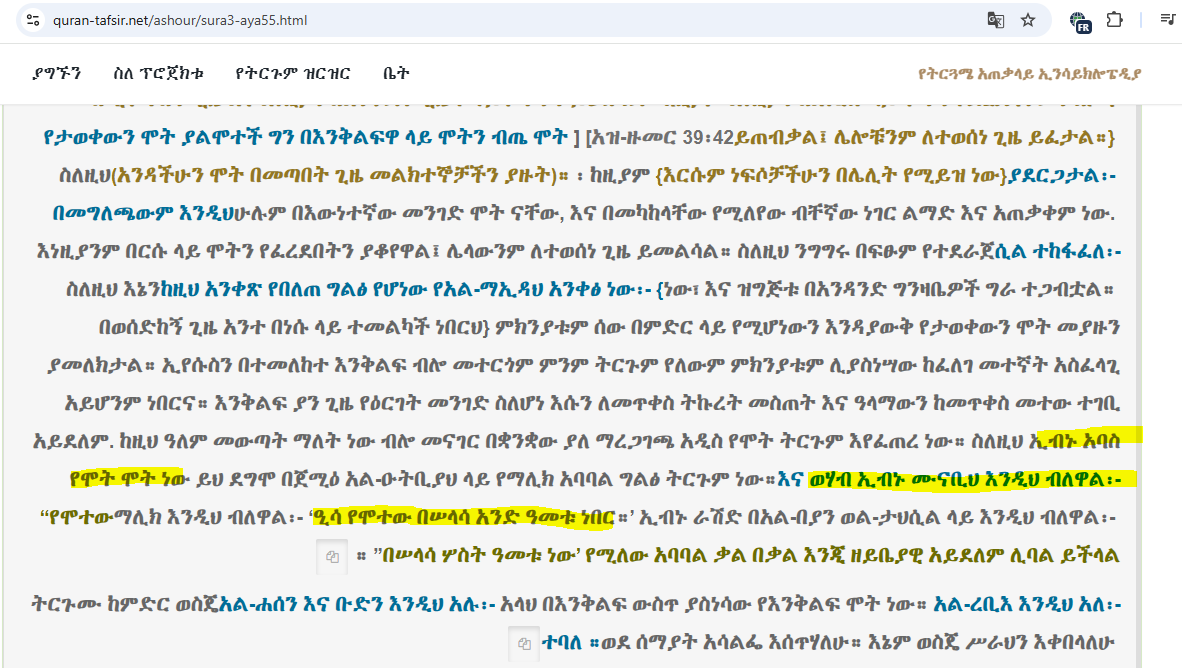 quran-tafsir.net/ashour/sura3-aya55.html
FR
ያግኙን ስለ ፕሮጀክቱ የትርጉም ዝርዝር ቤት
የትርጓሜ አጠቃላይ ኢንሳይክሎፔዲያ
የታወቀውን ሞት ያልሞተች ግን በእንቅልፍዋ ላይ ሞትን ብጤ ሞት ] [አዝ-ዙመር 39፡42ይጠብቃል፤ ሌሎቹንም ለተወሰነ ጊዜ ይፈታል።}
ስለዚህ(አንዳችሁን ሞት በመጣበት ጊዜ መልክተኞቻችን ያዙት)። ፡ ከዚያም {እርሱም ነፍሶቻችሁን በሌሊት የሚይዝ ነው}ያደርጋታል፡-
በመግለጫውም እንዲህሁሉም በእውነተኛው መንገድ ሞት ናቸው, እና በመካከላቸው የሚለየው ብቸኛው ነገር ልማድ እና አጠቃቀም ነው.
እነዚያንም በርሱ ላይ ሞትን የፈረደበትን ያቆየዋል፤ ሌላውንም ለተወሰነ ጊዜ ይመልሳል። ስለዚህ ንግግሩ በፍፁም የተደራጀሲል ተከፋፈለ፡-
ስለዚህ እኔንከዚህ አንቀጽ የበለጠ ግልፅ የሆነው የአል-ማኢዳህ አንቀፅ ነው፡- {ነው፣ እና ዝግጅቱ በአንዳንድ ግንዛቤዎች ግራ ተጋብቷል።
በወሰድከኝ ጊዜ አንተ በነሱ ላይ ተመልካች ነበርህ} ምክንያቱም ሰው በምድር ላይ የሚሆነውን እንዳያውቅ የታወቀውን ሞት መያዙን
ያመለክታል። ኢየሱስን በተመለከተ እንቅልፍ ብሎ መተርጎም ምንም ትርጉም የለውም ምክንያቱም ሊያስነሣው ከፈለገ መተኛት አስፈላጊ
አይሆንም ነበርና። እንቅልፍ ያን ጊዜ የዕርገት መንገድ ስለሆነ እሱን ለመጥቀስ ትኩረት መስጠት እና ዓላማውን ከመጥቀስ መተው ተገቢ
አይደለም. ከዚህ ዓለም መውጣት ማለት ነው ብሎ መናገር በቋንቋው ያለ ማረጋገጫ አዲስ የሞት ትርጉም እየፈጠረ ነው። ስለዚህ ኢብኑ አባስ
የሞት ሞት ነው ይህ ደግሞ በጀሚዕ አል-ዑትቢያህ ላይ የማሊክ አባባል ግልፅ ትርጉም ነው።እና ወሃብ ኢብኑ ሙናቢህ እንዲህ ብለዋል፡-
“የሞተውማሊክ እንዲህ ብለዋል፡- ‘ዒሳ የሞተው በሠላሳ አንድ ዓመቱ ነበር።’ ኢብኑ ራሽድ በአል-ቢያን ወል-ታህሲል ላይ እንዲህ ብለዋል፡-
። ”በሠላሳ ሦስት ዓመቱ ነው’ የሚለው አባባል ቃል በቃል እንጂ ዘይቤያዊ አይደለም ሊባል ይችላል
ትርጉሙ ከምድር ወስጄአል-ሐሰን እና ቡድን እንዲህ አሉ፡- አላህ በእንቅልፍ ውስጥ ያስነሳው የእንቅልፍ ሞት ነው። አል-ረቢእ እንዲህ አለ፡-
ተባለ ።ወደ ሰማያት አሳልፌ እሰጥሃለሁ። እኔም ወስጄ ሥራህን እቀበላለሁ